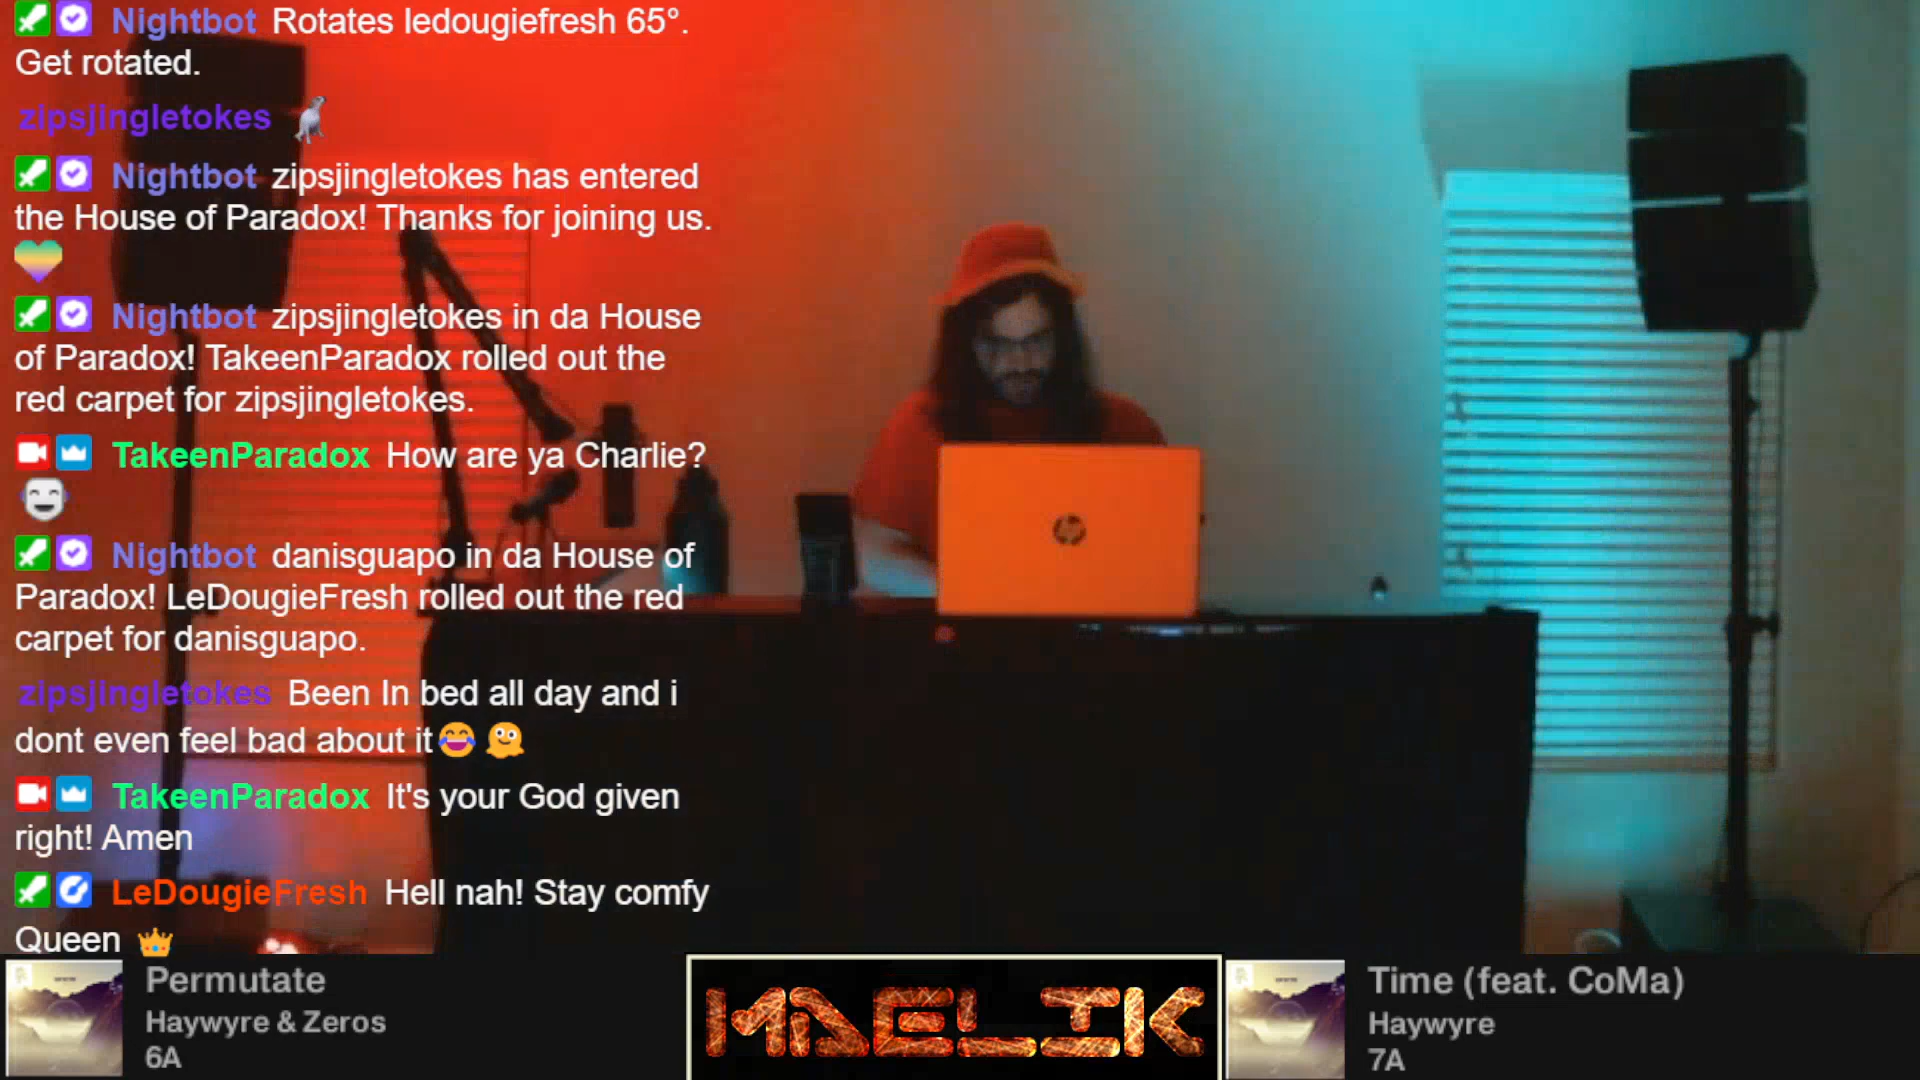 Nightbot Rotates ledougiefresh 65°.
Get rotated.
zipsjingletokes
Nightbot zipsjingletokes has entered
the House of Paradox! Thanks for joining us.
Nightbot zipsjingletokes in da House
of Paradox! TakeenParadox rolled out the
red carpet for zipsjingletokes.
TakeenParadox How are ya Charlie?
Nightbot danisguapo in da House of
Paradox! LeDougieFresh rolled out the red
carpet for danisguapo.
zipsjingletokes Been In bed all day and i
dont even feel bad about it😂 🫠
TakeenParadox It's your God given
right! Amen
LeDougieFresh Hell nah! Stay comfy
Queen 👑
hp
Permutate
Haywyre & Zeros
6A
MAELIK
Time (feat. CoMa)
Haywyre
7A